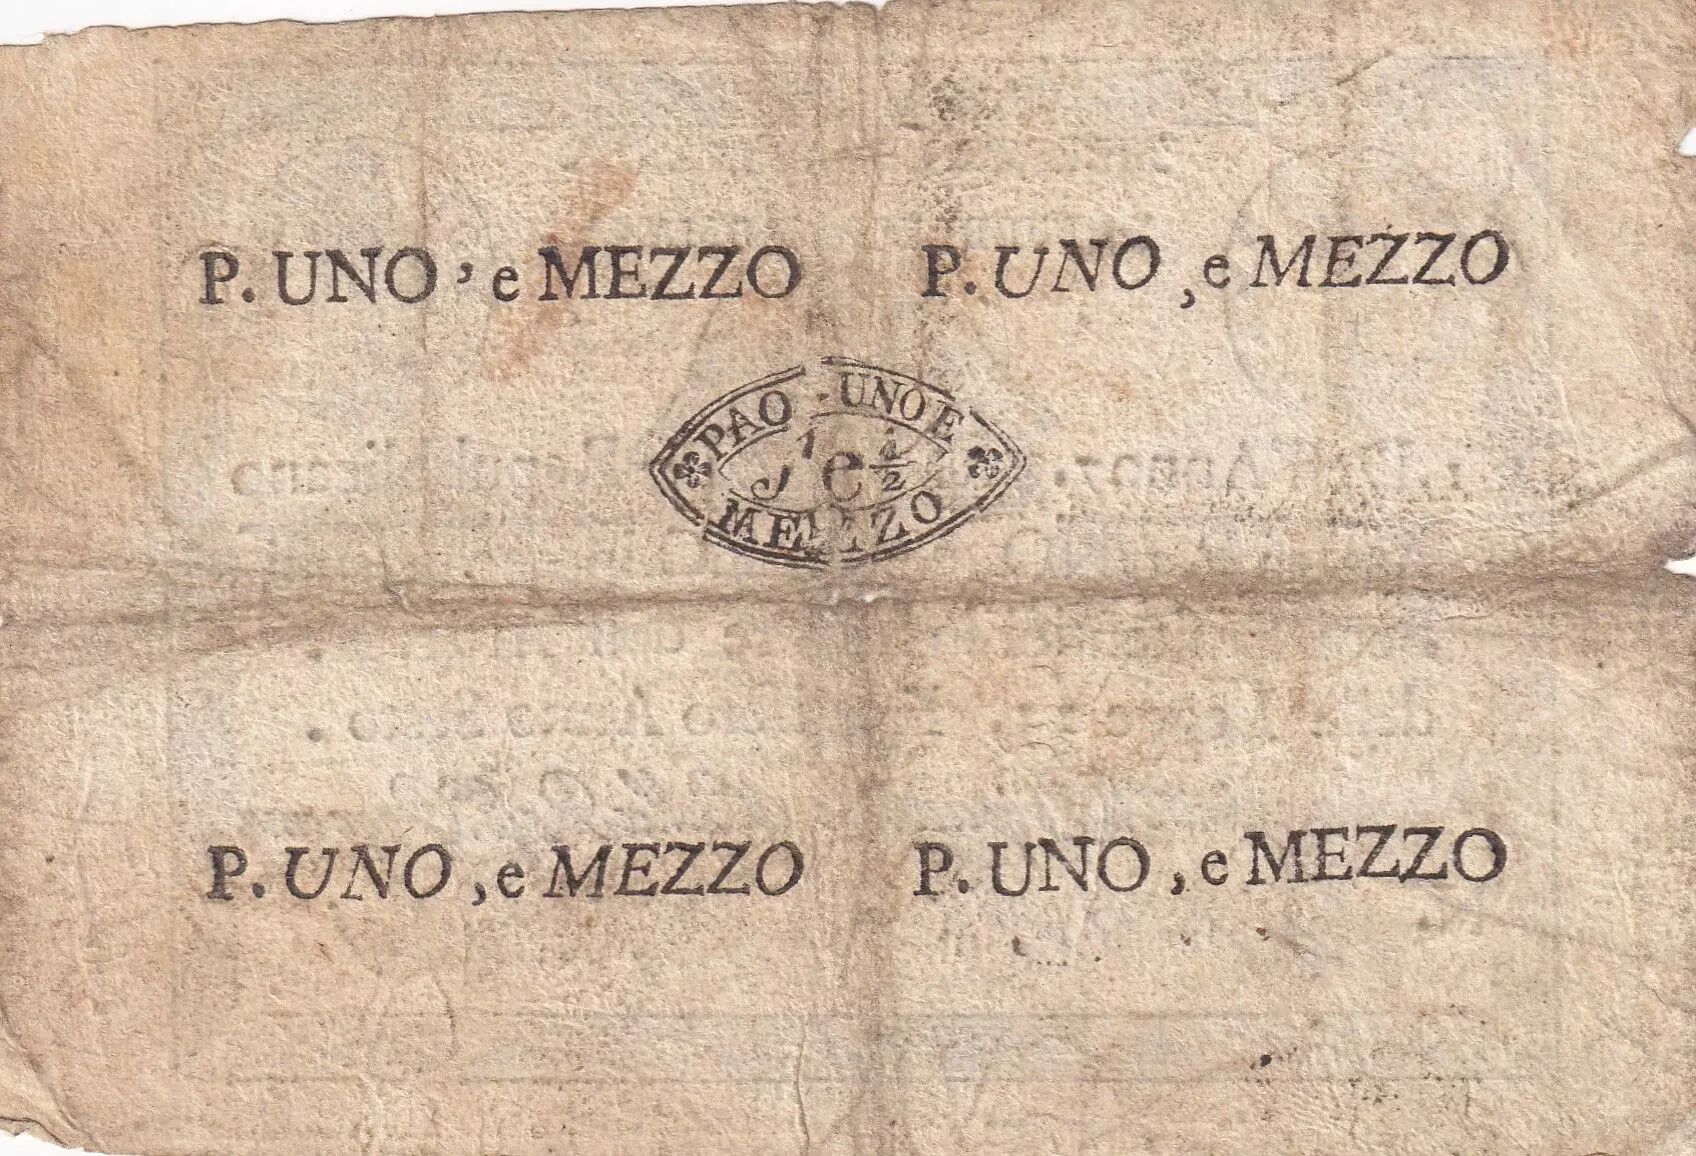 P. UNO , e MEZZO
P. UNO , e MEZZO
PAO . UNO E
1 e 1/2
MEZZO
P. UNO , e MEZZO
P. UNO , e MEZZO